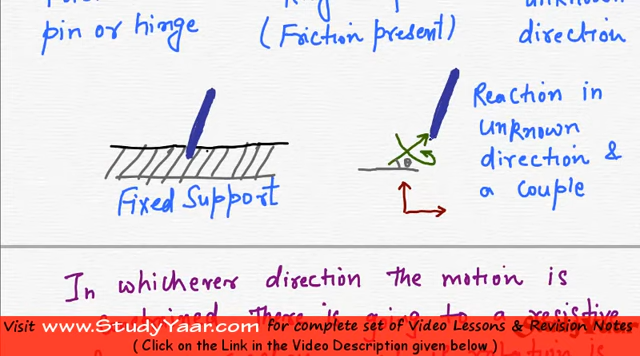 pin or hinge
(Friction present)
direction
Fixed Support
θ
Reaction in
unknown
direction &
a couple
In whichever direction the motion is
Visit www.StudyYaar.com for complete set of Video Lessons & Revision Notes
( Click on the Link in the Video Description given below )